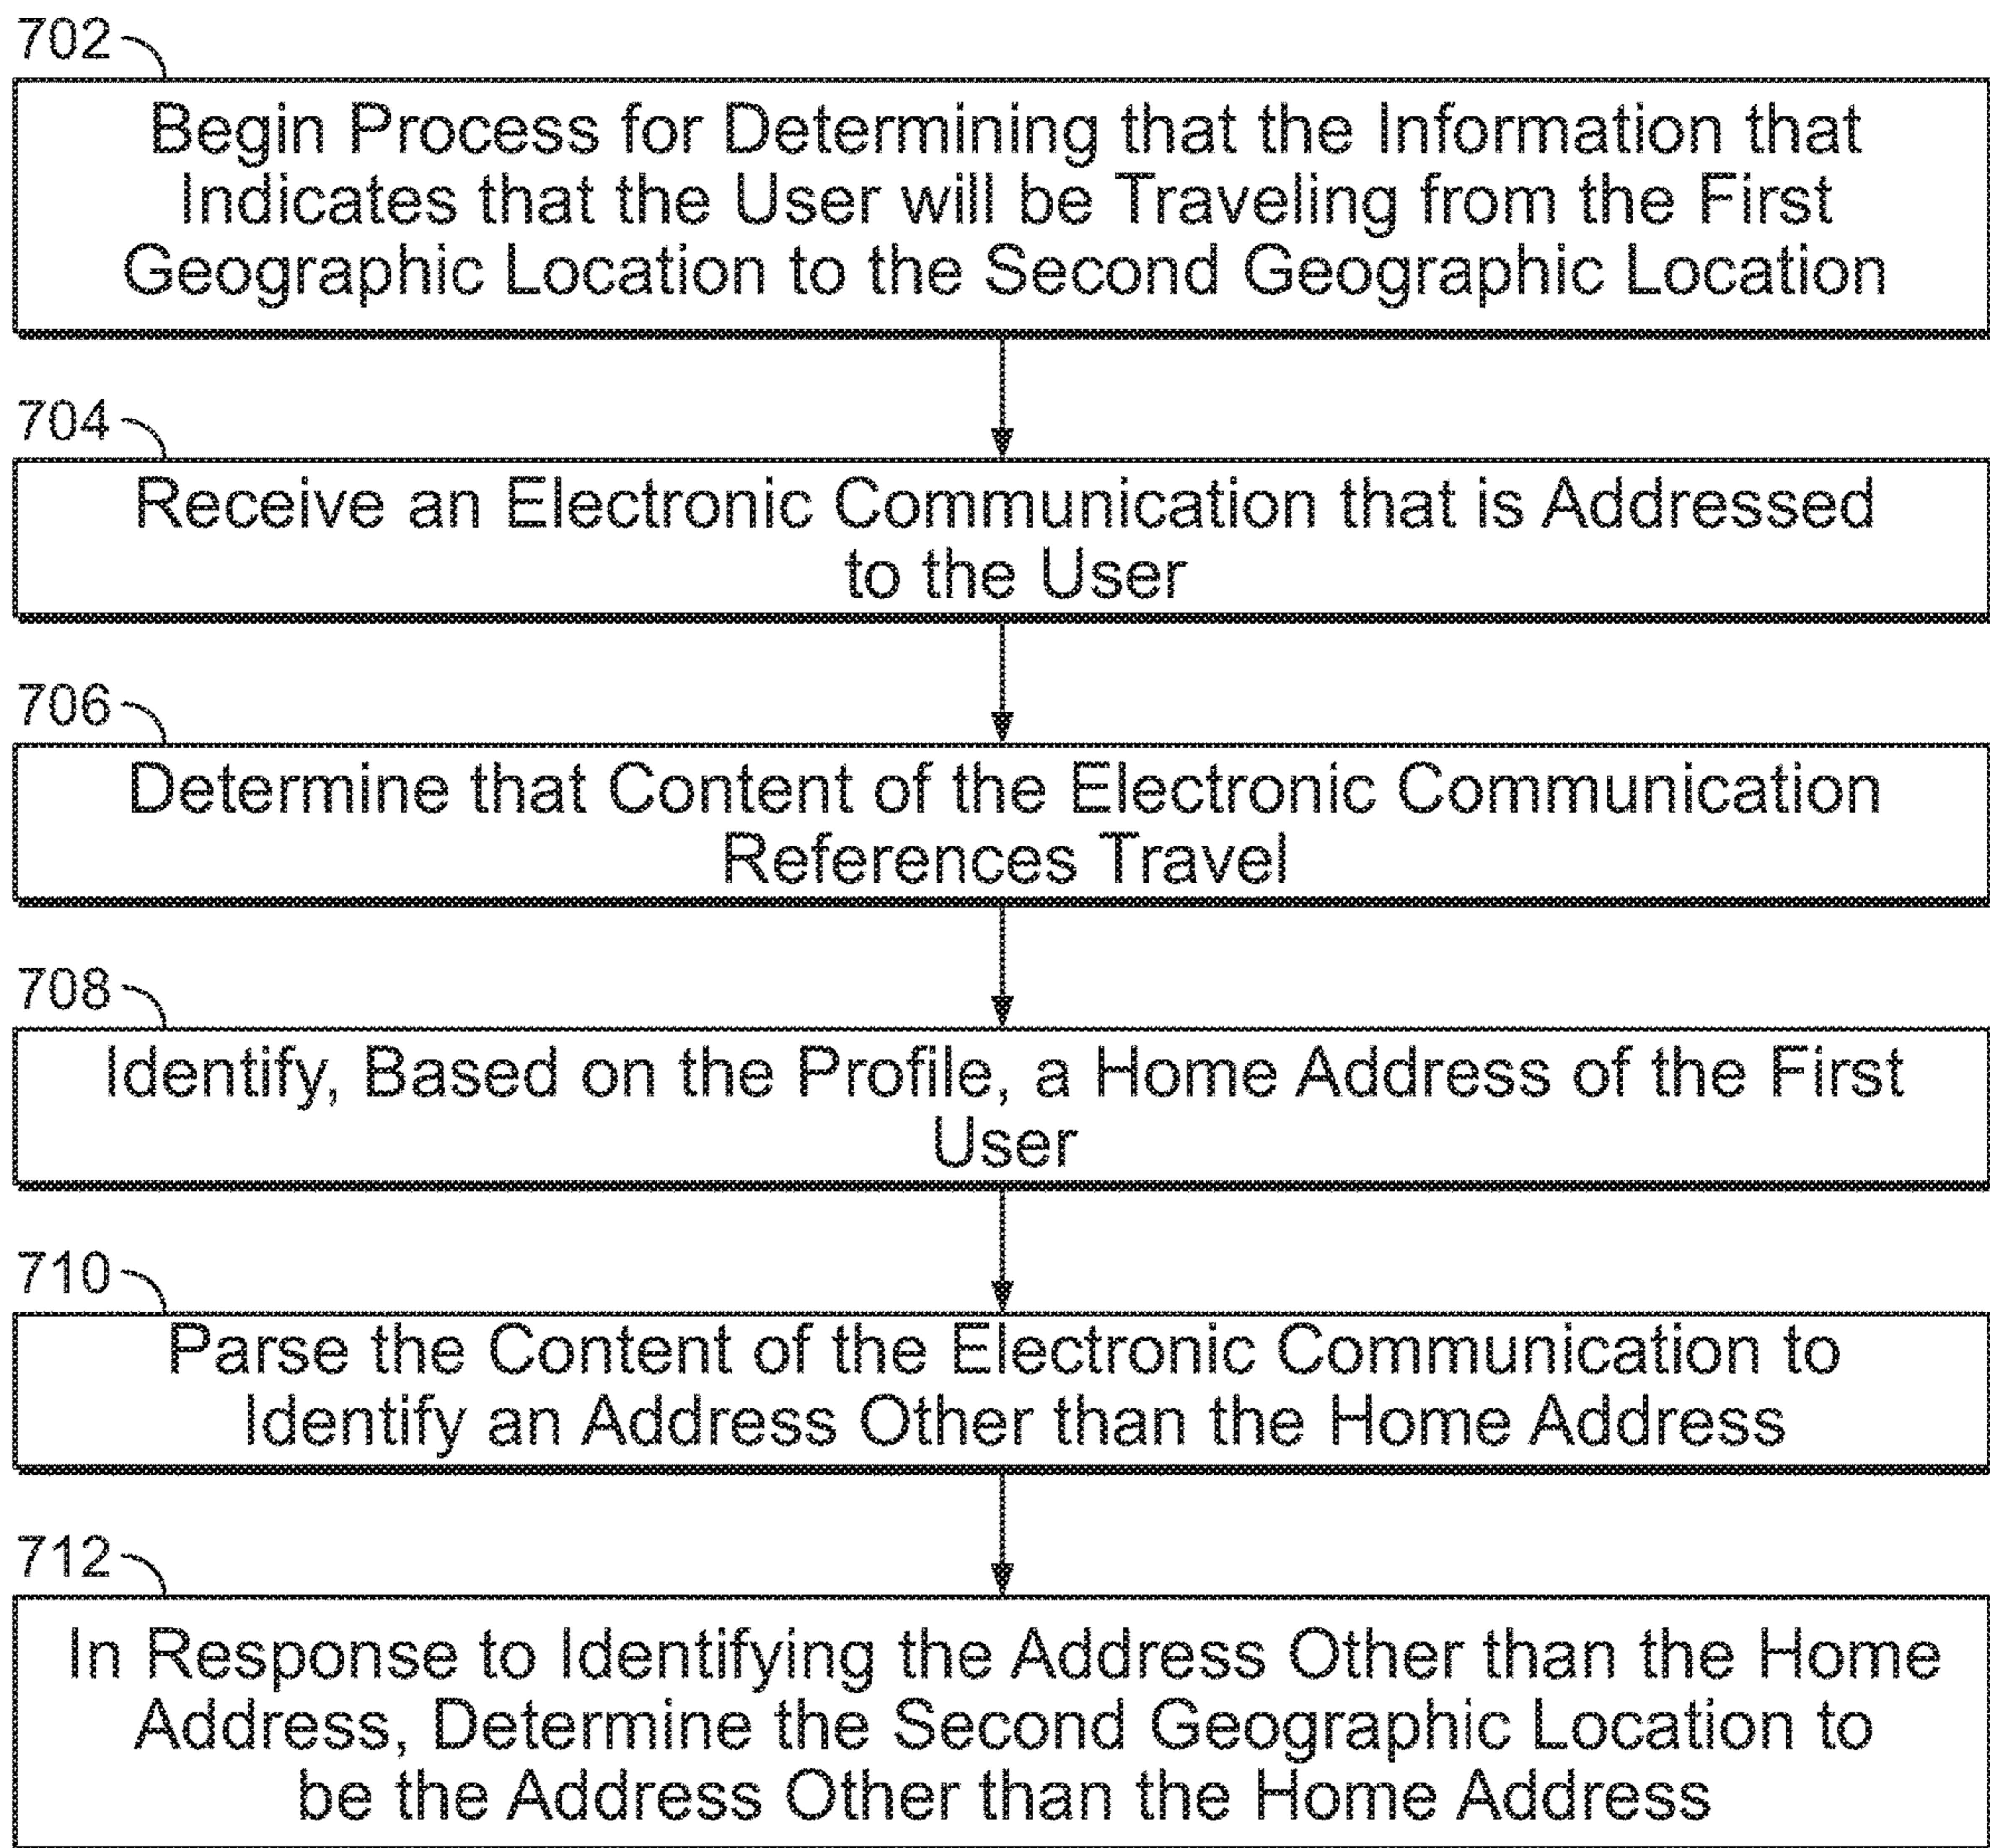 702
Begin Process for Determining that the Information that
Indicates that the User will be Traveling from the First
Geographic Location to the Second Geographic Location
704
Receive an Electronic Communication that is Addressed
to the User
706
Determine that Content of the Electronic Communication
References Travel
708
Identify, Based on the Profile, a Home Address of the First
User
710
Parse the Content of the Electronic Communication to
Identify an Address Other than the Home Address
712
In Response to Identifying the Address Other than the Home
Address, Determine the Second Geographic Location to
be the Address Other than the Home Address